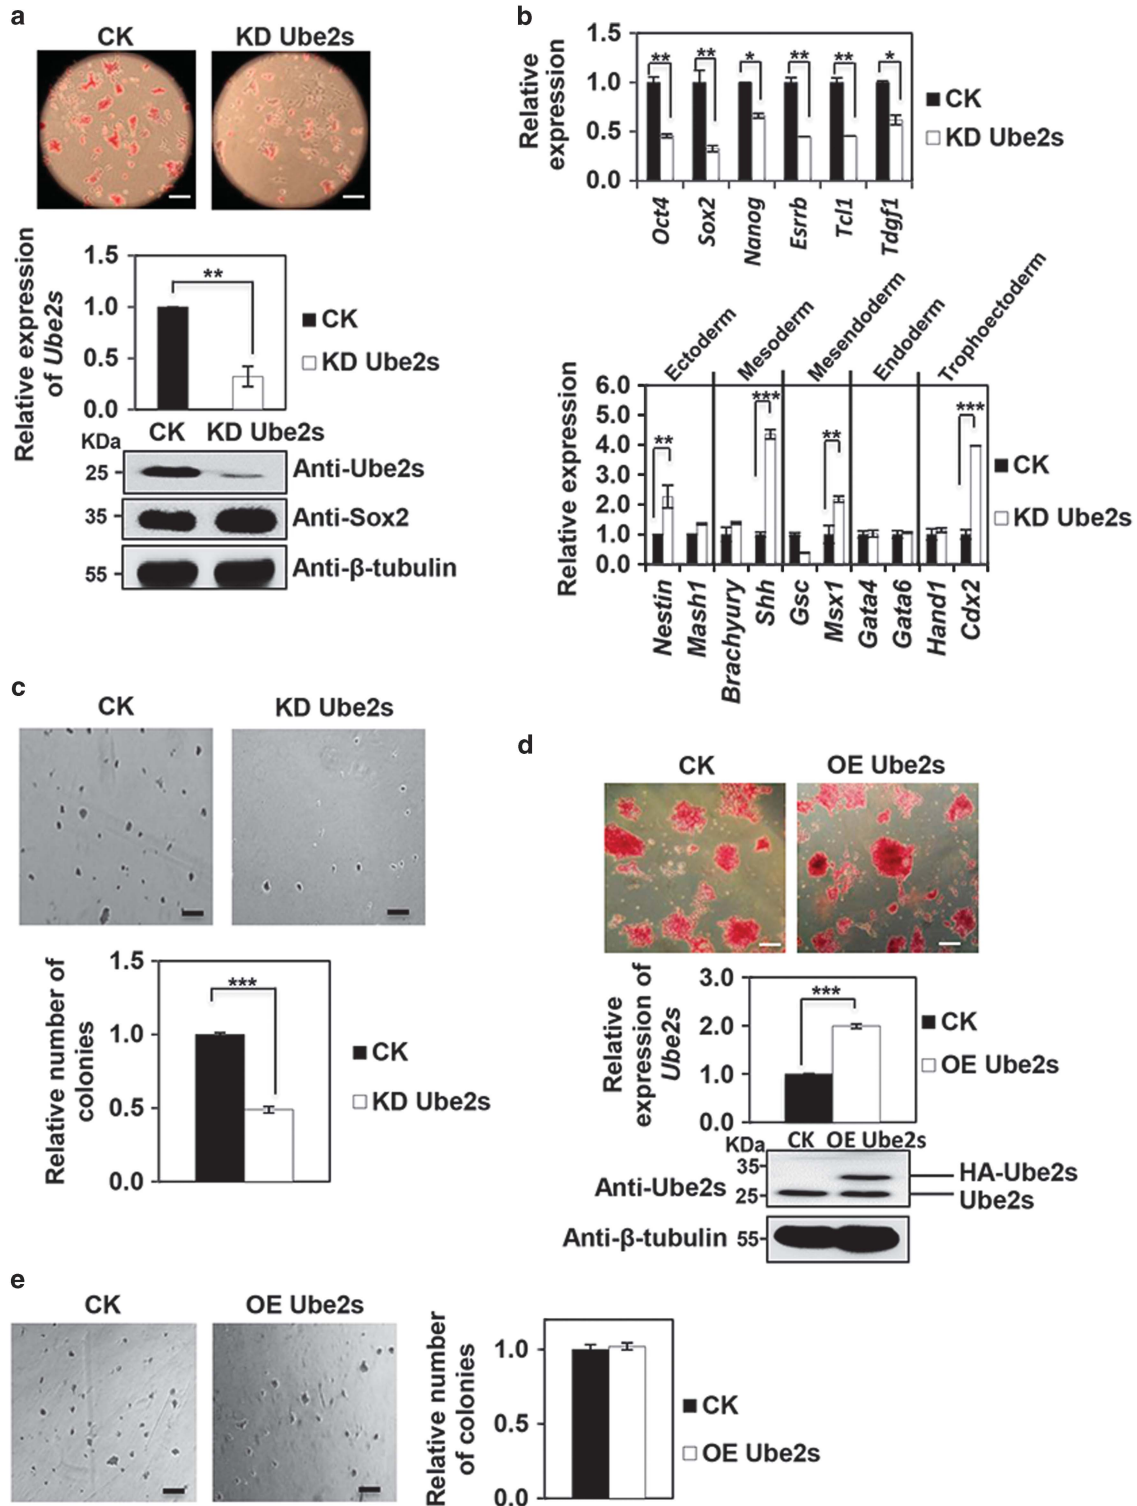 a
CK
KD Ube2s
Relative expression
of Ube2s
1.5
1.0
0.5
0.0
**
CK
KD Ube2s
KDa
CK
KD Ube2s
25
Anti-Ube2s
35
Anti-Sox2
55
Anti-β-tubulin
b
Relative
expression
1.5
1.0
0.5
0.0
**
**
*
**
**
*
CK
KD Ube2s
Oct4
Sox2
Nanog
Esrrb
Tcl1
Tdgf1
Ectoderm
Mesoderm
Mesendoderm
Endoderm
Trophoectoderm
Relative expression
6.0
5.0
4.0
3.0
2.0
1.0
0.0
**
***
**
***
CK
KD Ube2s
Nestin
Mash1
Brachyury
Shh
Gsc
Msx1
Gata4
Gata6
Hand1
Cdx2
c
CK
KD Ube2s
Relative number of
colonies
1.5
1.0
0.5
0.0
***
CK
KD Ube2s
d
CK
OE Ube2s
Relative
expression of
Ube2s
3.0
2.0
1.0
0.0
***
CK
OE Ube2s
KDa
CK
OE Ube2s
Anti-Ube2s
35
25
HA-Ube2s
Ube2s
Anti-β-tubulin
55
e
CK
OE Ube2s
Relative number
of colonies
1.0
0.5
0.0
CK
OE Ube2s